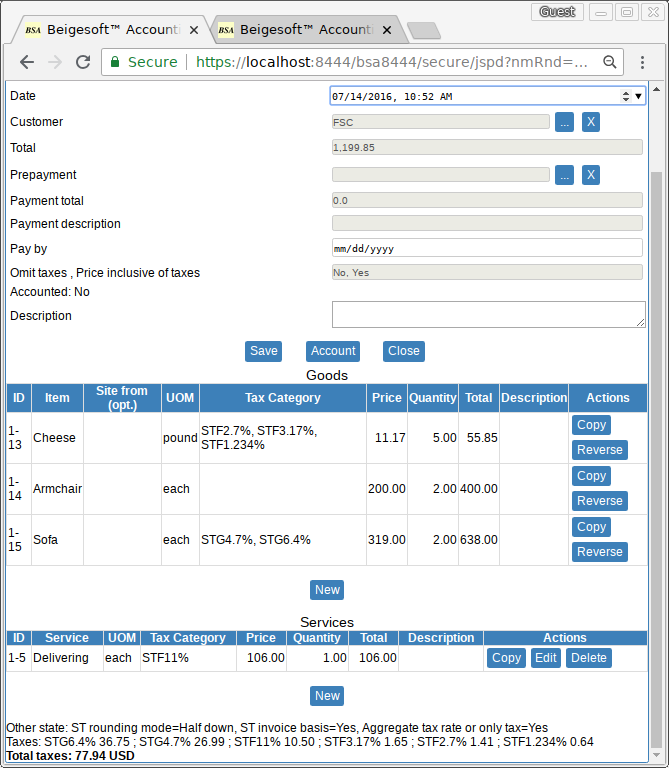 Guest
BSA Beigesoft™ Accounti
BSA Beigesoft™ Accounti
Secure https://localhost:8444/bsa8444/secure/jspd?nmRnd=...
Date 07/14/2016, 10:52 AM
Customer FSC ... X
Total 1,199.85
Prepayment ... X
Payment total 0.0
Payment description
Pay by mm/dd/yyyy
Omit taxes , Price inclusive of taxes No, Yes
Accounted: No
Description
Save Account Close
Goods
ID Item Site from (opt.) UOM Tax Category Price Quantity Total Description Actions
1-13 Cheese pound STF2.7%, STF3.17%, STF1.234% 11.17 5.00 55.85 Copy Reverse
1-14 Armchair each 200.00 2.00 400.00 Copy Reverse
1-15 Sofa each STG4.7%, STG6.4% 319.00 2.00 638.00 Copy Reverse
New
Services
ID Service UOM Tax Category Price Quantity Total Description Actions
1-5 Delivering each STF11% 106.00 1.00 106.00 Copy Edit Delete
New
Other state: ST rounding mode=Half down, ST invoice basis=Yes, Aggregate tax rate or only tax=Yes
Taxes: STG6.4% 36.75 ; STG4.7% 26.99 ; STF11% 10.50 ; STF3.17% 1.65 ; STF2.7% 1.41 ; STF1.234% 0.64
Total taxes: 77.94 USD